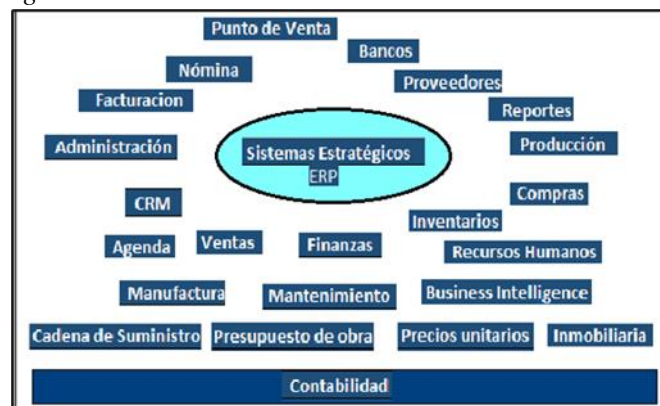 Punto de Venta
Bancos
Nómina
Proveedores
Facturacion
Reportes
Administración
Sistemas Estratégicos
ERP
Producción
CRM
Compras
Inventarios
Agenda
Ventas
Finanzas
Recursos Humanos
Manufactura
Mantenimiento
Business Intelligence
Cadena de Suministro
Presupuesto de obra
Precios unitarios
Inmobiliaria
Contabilidad